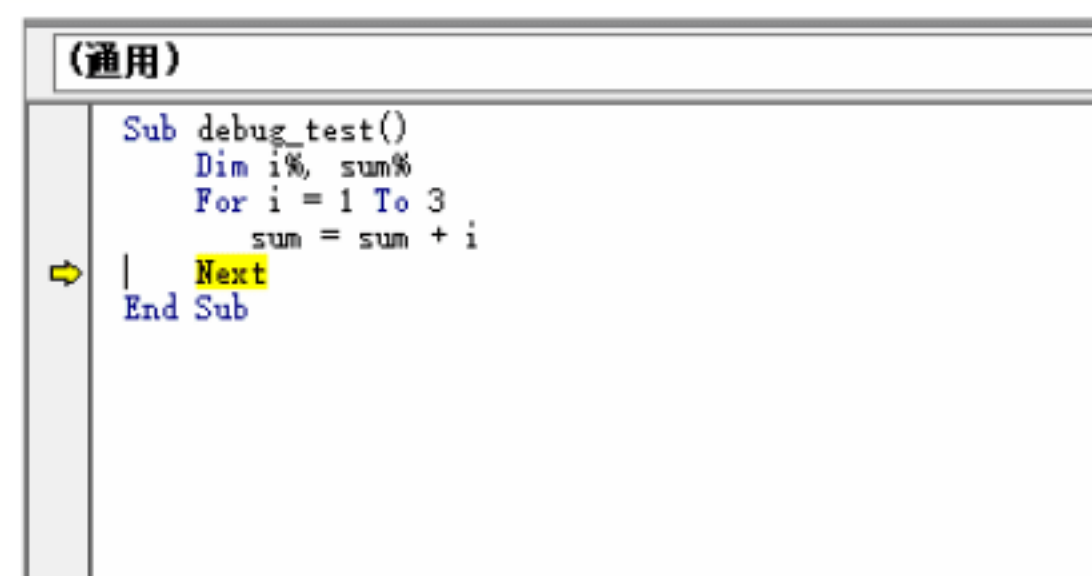 (通用)
Sub debug_test()
Dim i%, sum%
For i = 1 To 3
sum = sum + i
Next
End Sub